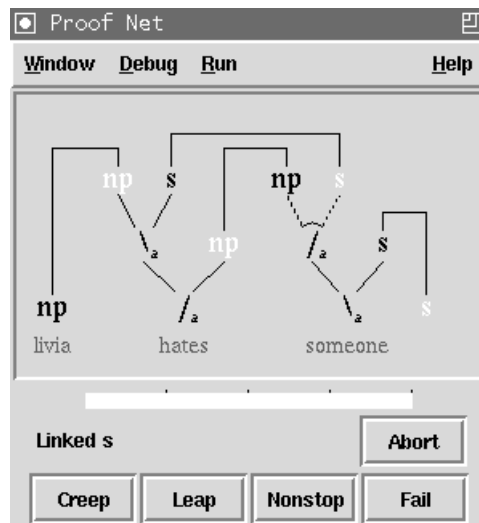 Proof Net
Window Debug Run Help
np s np s
\a np /a s
np /a \a s
livia hates someone
Linked s
Abort
Creep Leap Nonstop Fail